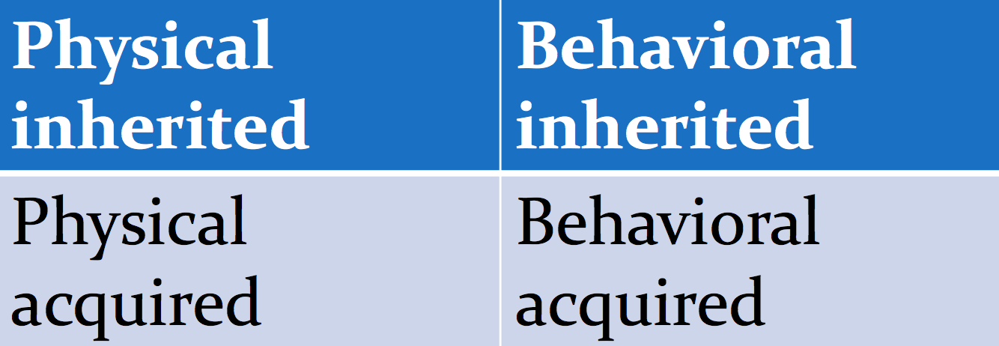 Physical
inherited
Behavioral
inherited
Physical
acquired
Behavioral
acquired